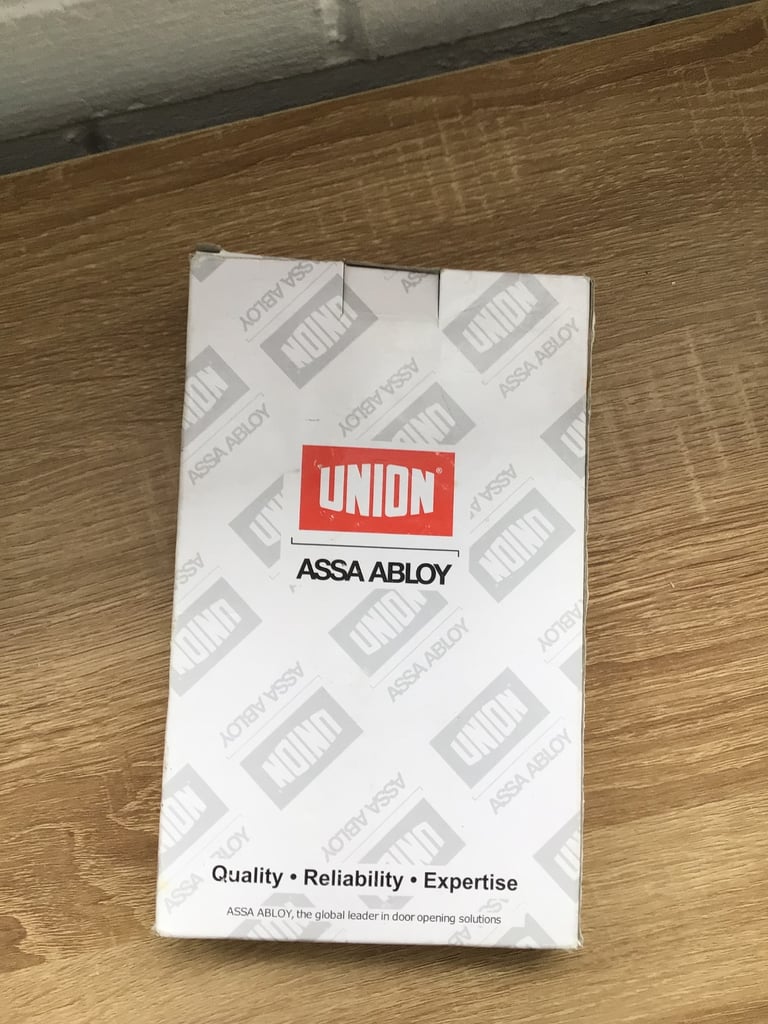 UNION®
ASSA ABLOY
Quality • Reliability • Expertise
ASSA ABLOY, the global leader in door opening solutions